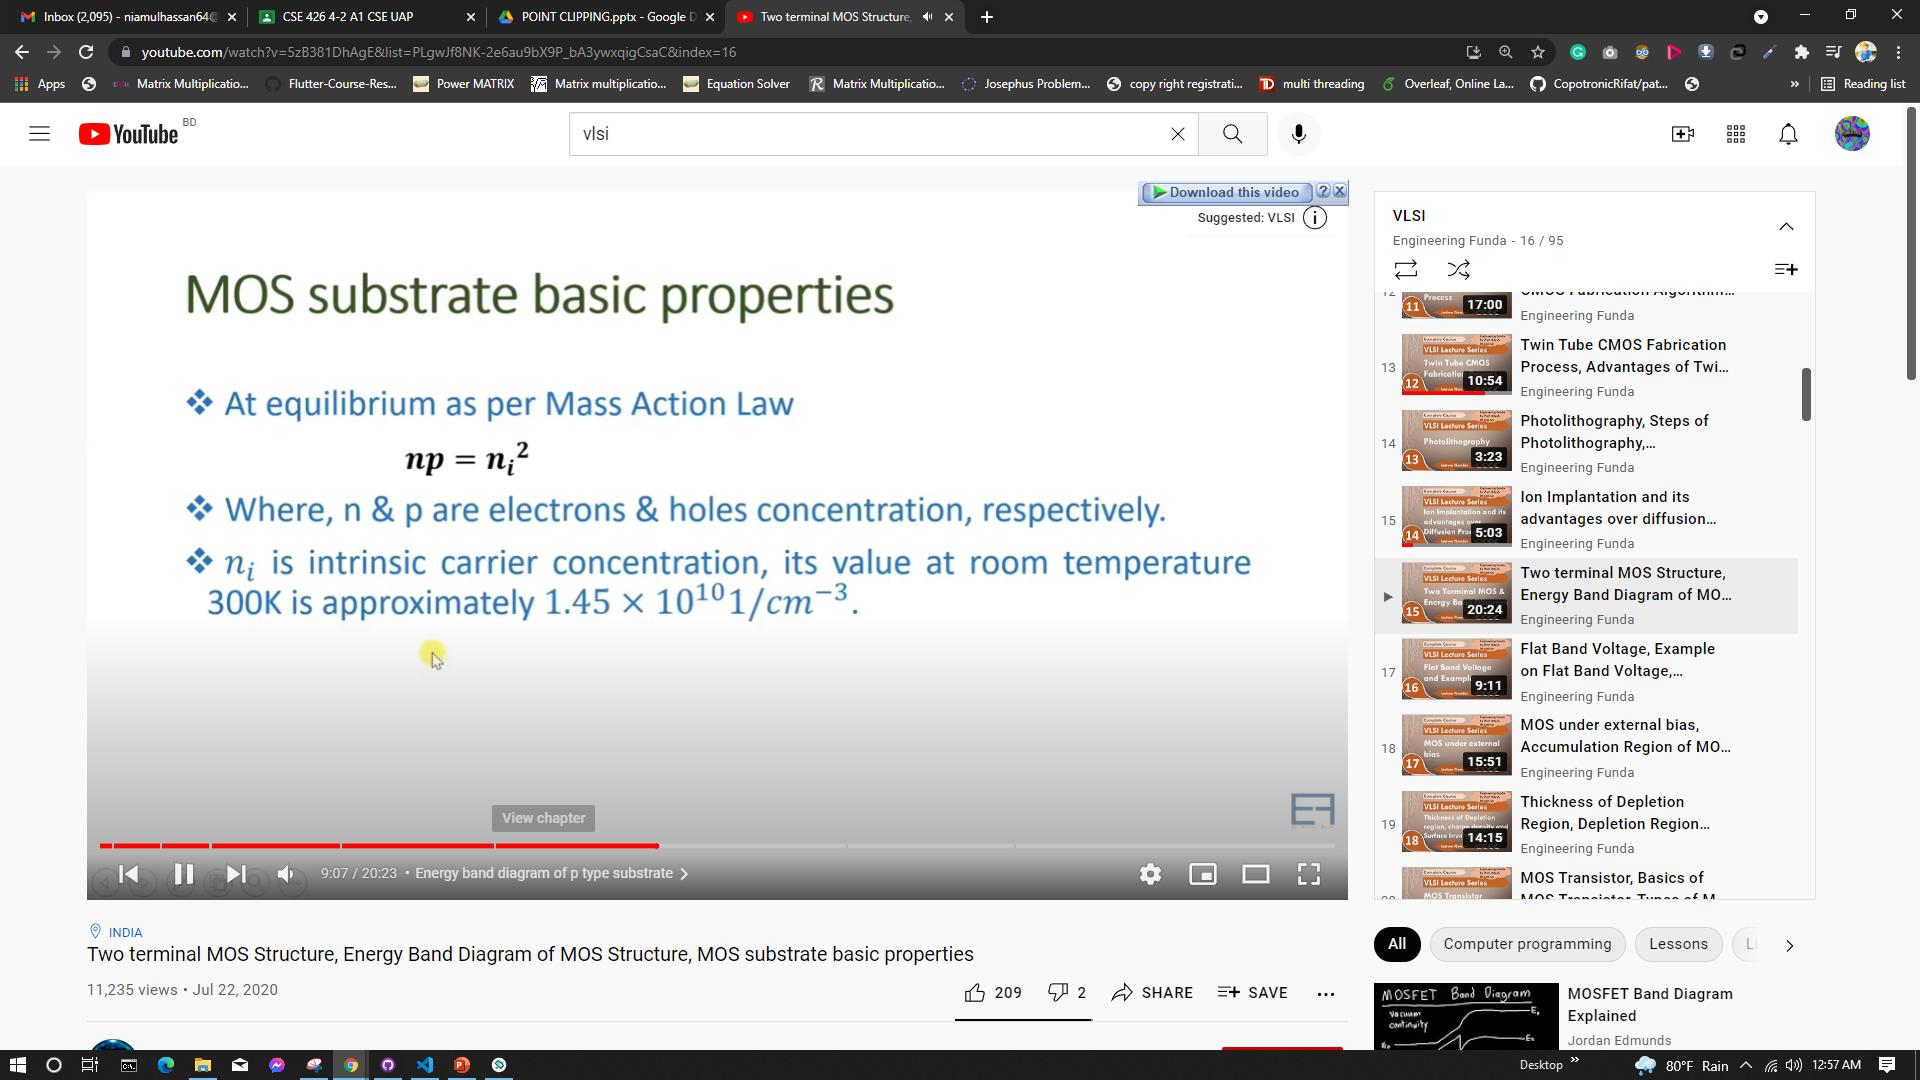 Inbox (2,095) - niamulhassan64@
CSE 426 4-2 A1 CSE UAP
POINT CLIPPING.pptx - Google D
Two terminal MOS Structure,
youtube.com/watch?v=5zB381DhAgE&list=PLgwJf8NK-2e6au9bX9P_bA3ywxqigCsaC&index=16
Apps
Matrix Multiplicatio...
Flutter-Course-Res...
Power MATRIX
Matrix multiplicatio...
Equation Solver
Matrix Multiplicatio...
Josephus Problem...
copy right registrati...
multi threading
Overleaf, Online La...
CopotronicRifat/pat...
»
Reading list
YouTube BD
vlsi
Download this video
Suggested: VLSI
MOS substrate basic properties
❖ At equilibrium as per Mass Action Law
np = nᵢ²
❖ Where, n & p are electrons & holes concentration, respectively.
❖ nᵢ is intrinsic carrier concentration, its value at room temperature
300K is approximately 1.45 × 10¹⁰1/cm⁻³.
View chapter
9:07 / 20:23 • Energy band diagram of p type substrate >
INDIA
Two terminal MOS Structure, Energy Band Diagram of MOS Structure, MOS substrate basic properties
11,235 views • Jul 22, 2020
209
2
SHARE
SAVE
VLSI
Engineering Funda - 16 / 95
17:00
Engineering Funda
13
10:54
Twin Tube CMOS Fabrication
Process, Advantages of Twi...
Engineering Funda
14
3:23
Photolithography, Steps of
Photolithography,...
Engineering Funda
15
5:03
Ion Implantation and its
advantages over diffusion...
Engineering Funda
20:24
Two terminal MOS Structure,
Energy Band Diagram of MO...
Engineering Funda
17
9:11
Flat Band Voltage, Example
on Flat Band Voltage,...
Engineering Funda
18
15:51
MOS under external bias,
Accumulation Region of MO...
Engineering Funda
19
14:15
Thickness of Depletion
Region, Depletion Region...
Engineering Funda
MOS Transistor, Basics of
All
Computer programming
Lessons
MOSFET Band Diagram
Vacuum
continuity
MOSFET Band Diagram
Explained
Jordan Edmunds
Desktop »
80°F Rain
12:57 AM